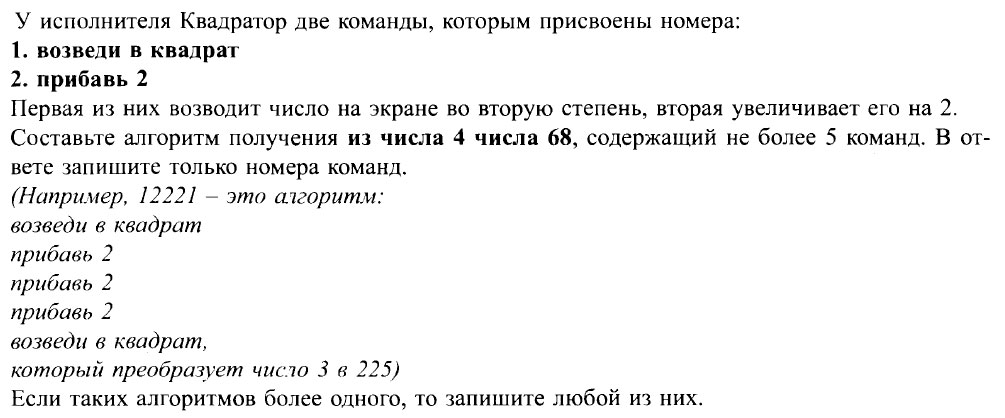 У исполнителя Квадратор две команды, которым присвоены номера:
1. возведи в квадрат
2. прибавь 2
Первая из них возводит число на экране во вторую степень, вторая увеличивает его на 2.
Составьте алгоритм получения из числа 4 числа 68, содержащий не более 5 команд. В от-
вете запишите только номера команд.
(Например, 12221 – это алгоритм:
возведи в квадрат
прибавь 2
прибавь 2
прибавь 2
возведи в квадрат,
который преобразует число 3 в 225)
Если таких алгоритмов более одного, то запишите любой из них.